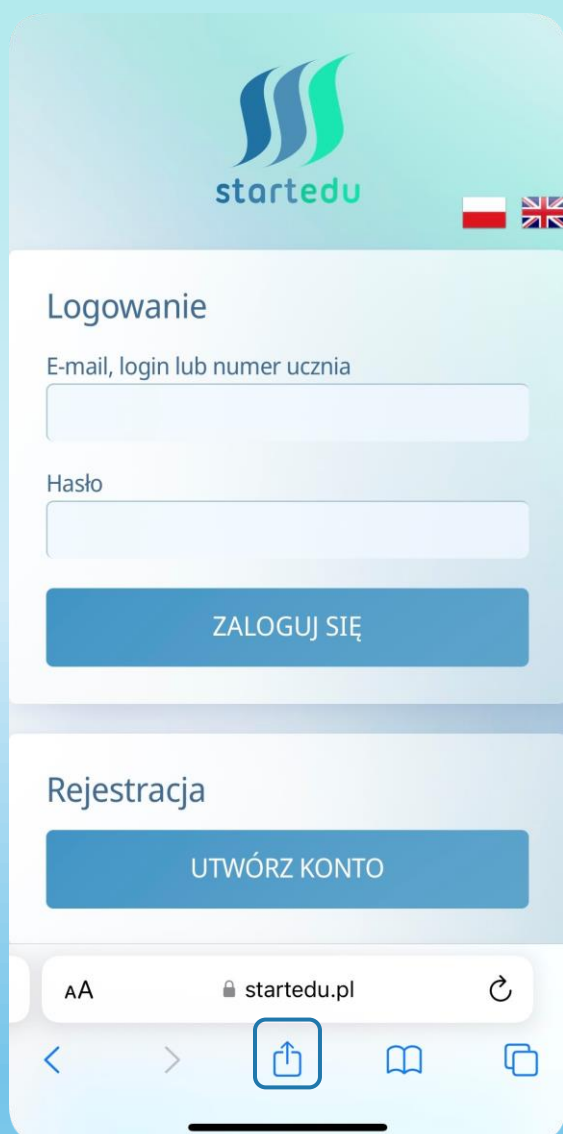 startedu
Logowanie
E-mail, login lub numer ucznia
Hasło
ZALOGUJ SIĘ
Rejestracja
UTWÓRZ KONTO
AA startedu.pl